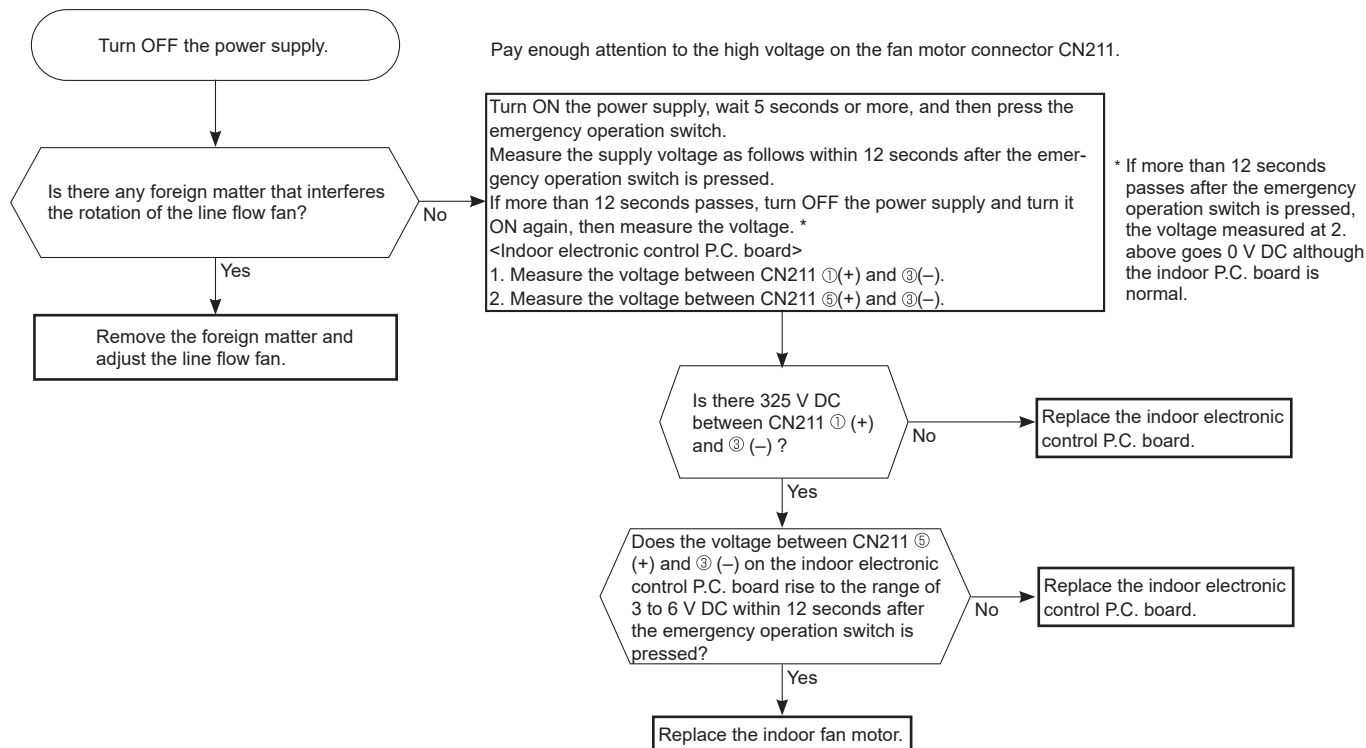 Turn OFF the power supply.
Pay enough attention to the high voltage on the fan motor connector CN211.
Is there any foreign matter that interferes
the rotation of the line flow fan?
No
Yes
Remove the foreign matter and
adjust the line flow fan.
Turn ON the power supply, wait 5 seconds or more, and then press the
emergency operation switch.
Measure the supply voltage as follows within 12 seconds after the emer-
gency operation switch is pressed.
If more than 12 seconds passes, turn OFF the power supply and turn it
ON again, then measure the voltage. *
<Indoor electronic control P.C. board>
1. Measure the voltage between CN211 ①(+) and ③(–).
2. Measure the voltage between CN211 ⑤(+) and ③(–).
* If more than 12 seconds
passes after the emergency
operation switch is pressed,
the voltage measured at 2.
above goes 0 V DC although
the indoor P.C. board is
normal.
Is there 325 V DC
between CN211 ① (+)
and ③ (–) ?
No
Replace the indoor electronic
control P.C. board.
Yes
Does the voltage between CN211 ⑤
(+) and ③ (–) on the indoor electronic
control P.C. board rise to the range of
3 to 6 V DC within 12 seconds after
the emergency operation switch is
pressed?
No
Replace the indoor electronic
control P.C. board.
Yes
Replace the indoor fan motor.